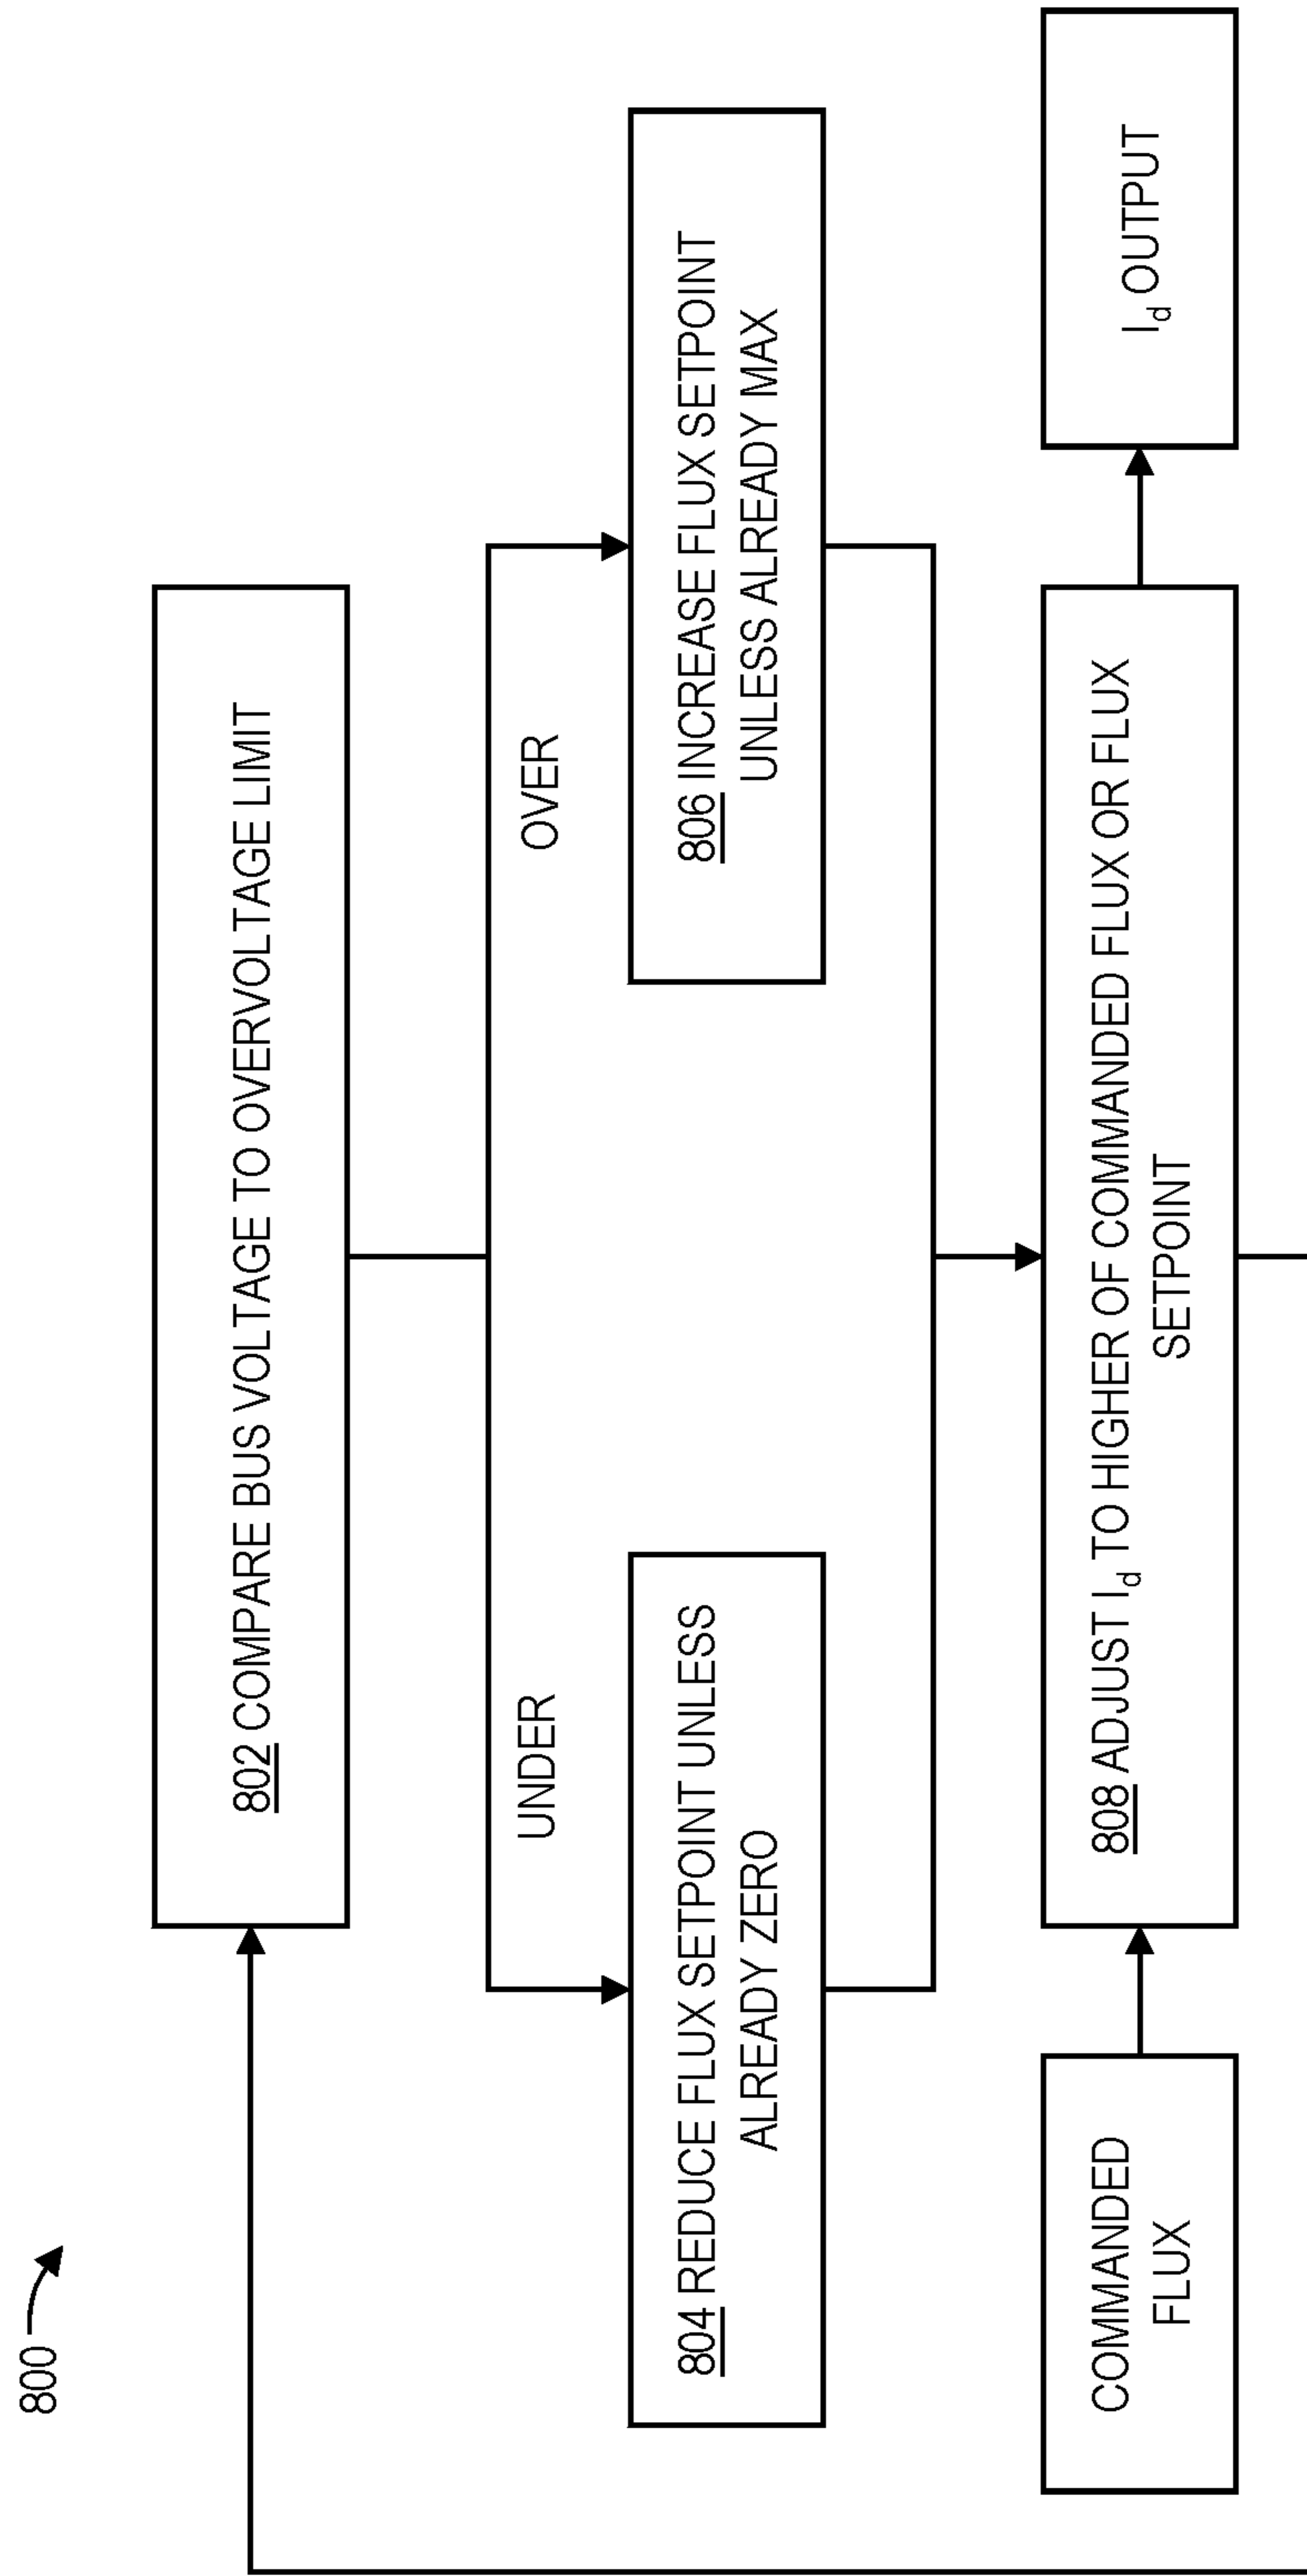 800
802 COMPARE BUS VOLTAGE TO OVERVOLTAGE LIMIT
UNDER
OVER
804 REDUCE FLUX SETPOINT UNLESS
ALREADY ZERO
806 INCREASE FLUX SETPOINT
UNLESS ALREADY MAX
COMMANDED
FLUX
808 ADJUST Id TO HIGHER OF COMMANDED FLUX OR FLUX
SETPOINT
Id OUTPUT